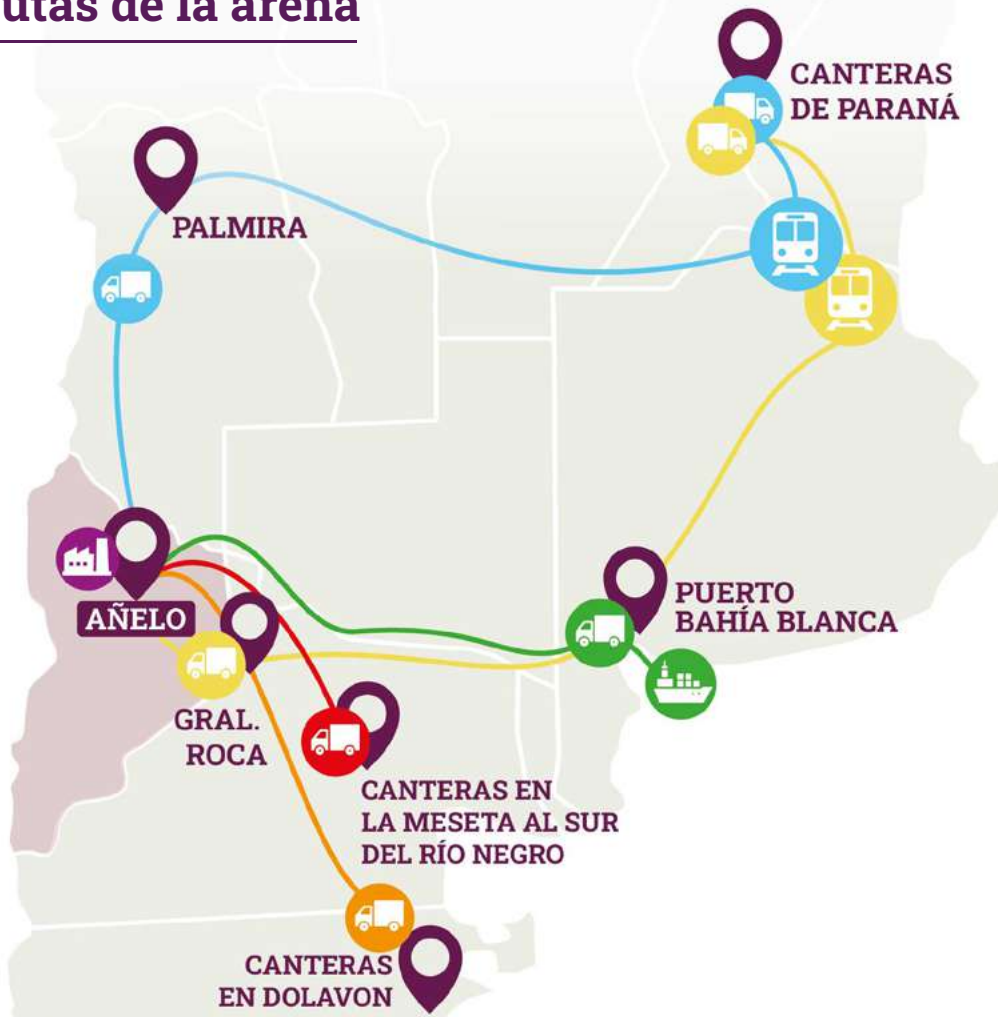 utas de la arena
CANTERAS
DE PARANÁ
PALMIRA
AÑELO
PUERTO
BAHÍA BLANCA
GRAL.
ROCA
CANTERAS EN
LA MESETA AL SUR
DEL RÍO NEGRO
CANTERAS
EN DOLAVON